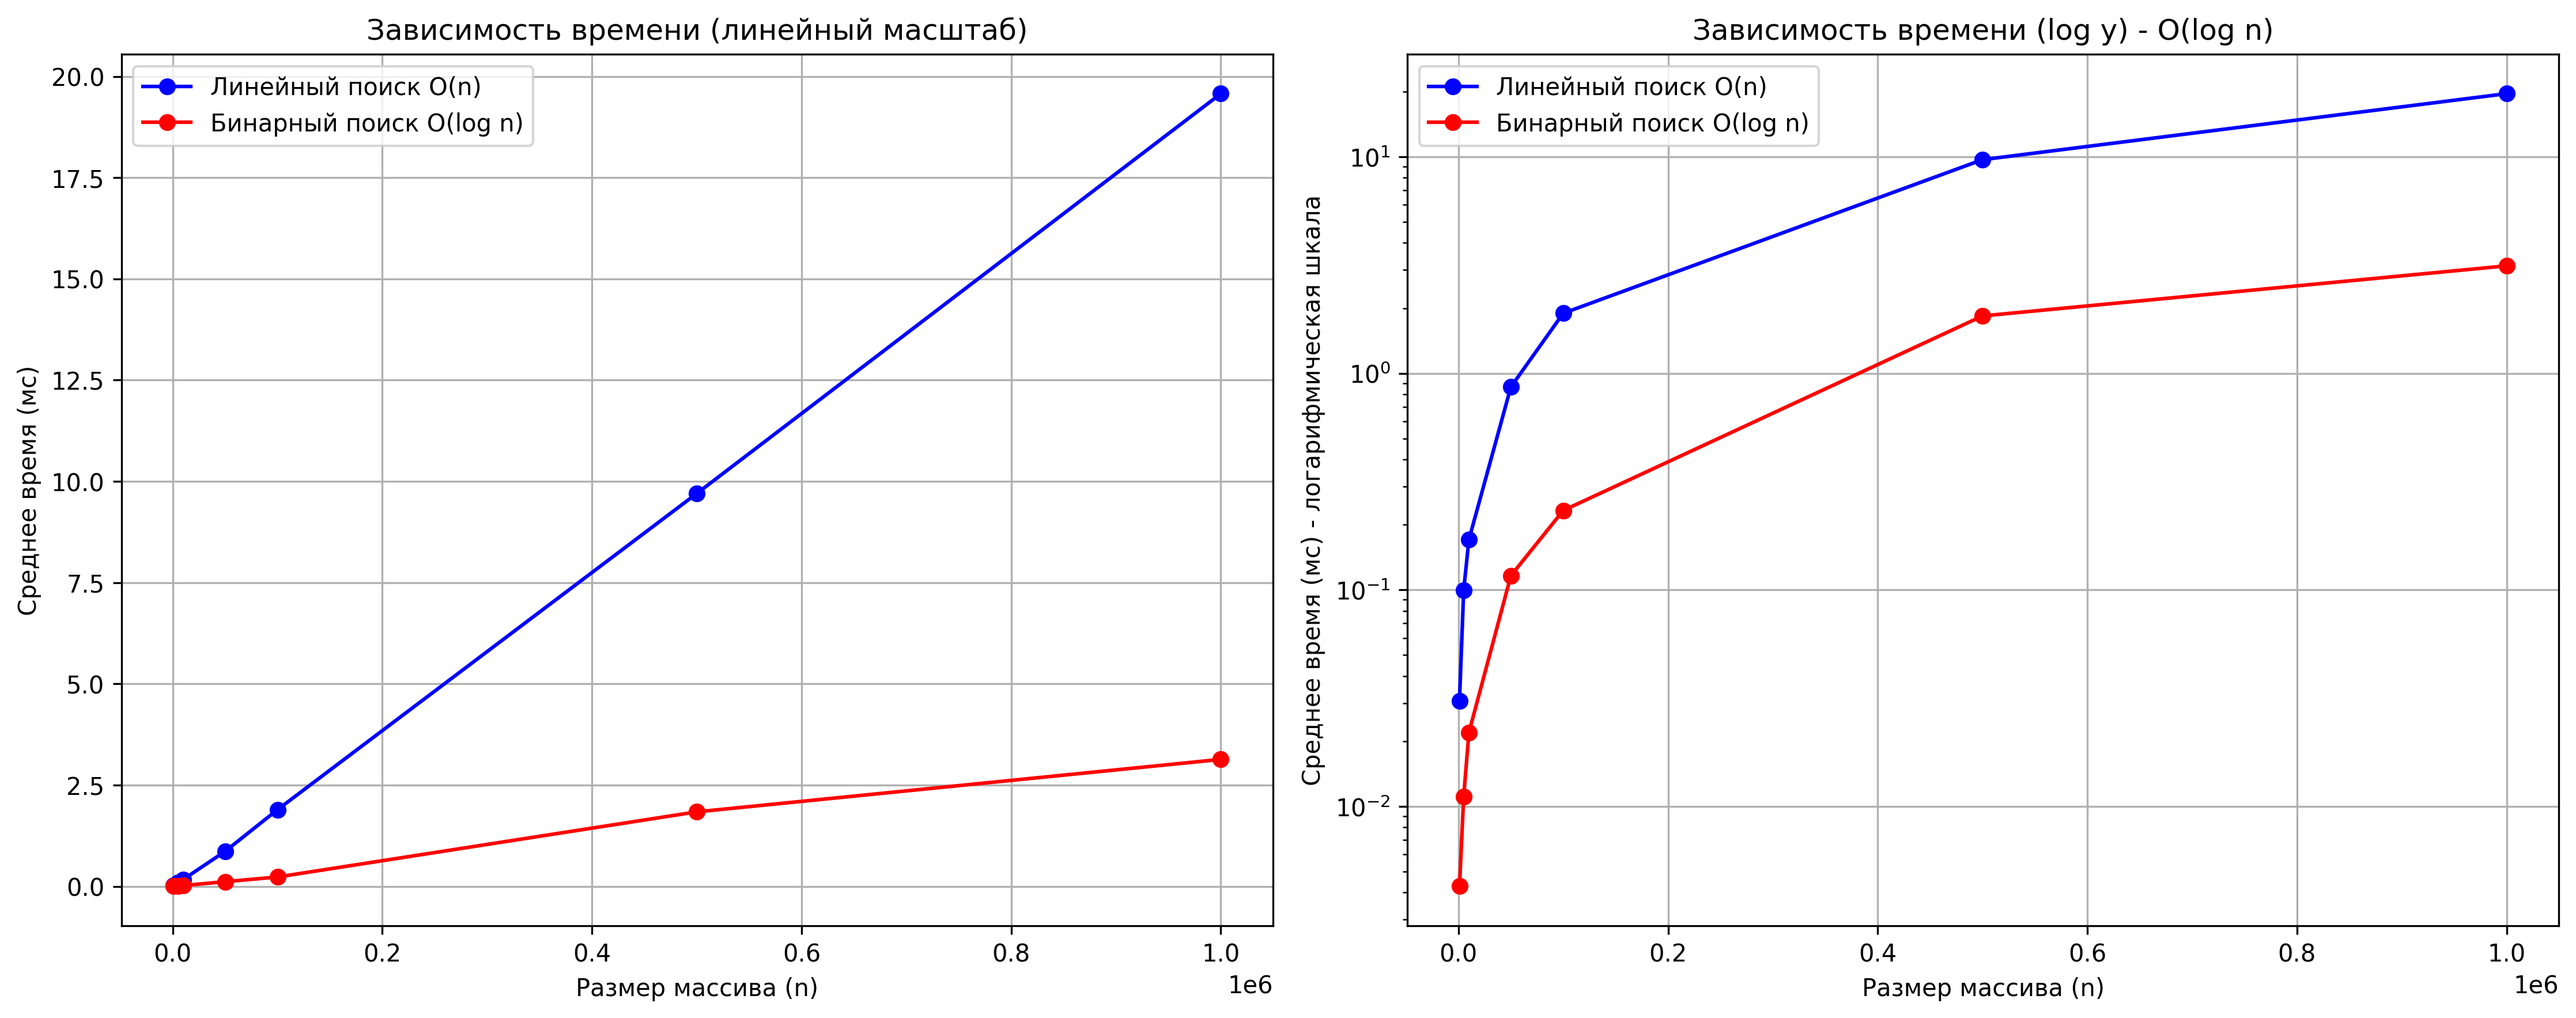 Зависимость времени (линейный масштаб)
Линейный поиск O(n)
Бинарный поиск O(log n)
20.0
17.5
15.0
12.5
10.0
7.5
5.0
2.5
0.0
Среднее время (мс)
0.0 0.2 0.4 0.6 0.8 1.0
1e6
Размер массива (n)
Зависимость времени (log y) - O(log n)
Линейный поиск O(n)
Бинарный поиск O(log n)
10¹
10⁰
10⁻¹
10⁻²
Среднее время (мс) - логарифмическая шкала
0.0 0.2 0.4 0.6 0.8 1.0
1e6
Размер массива (n)